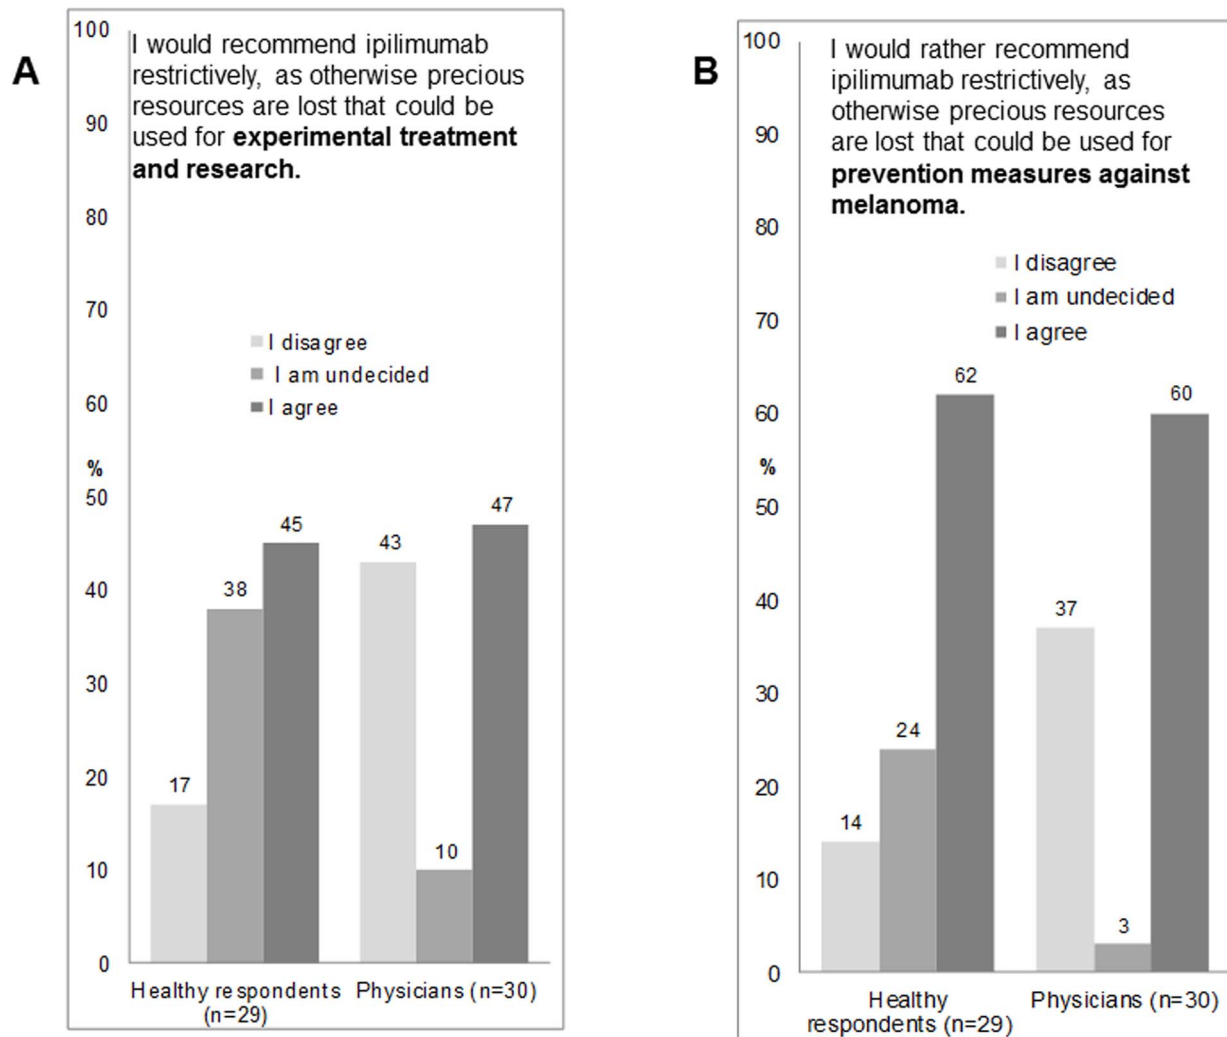 A
100
90
80
70
60
%
50
40
30
20
10
0
I would recommend ipilimumab
restrictively, as otherwise precious
resources are lost that could be
used for experimental treatment
and research.
I disagree
I am undecided
I agree
17
38
45
43
10
47
Healthy respondents
(n=29)
Physicians (n=30)
B
100
90
80
70
60
%
50
40
30
20
10
0
I would rather recommend
ipilimumab restrictively, as
otherwise precious resources
are lost that could be used for
prevention measures against
melanoma.
I disagree
I am undecided
I agree
14
24
62
37
3
60
Healthy
respondents (n=29)
Physicians (n=30)